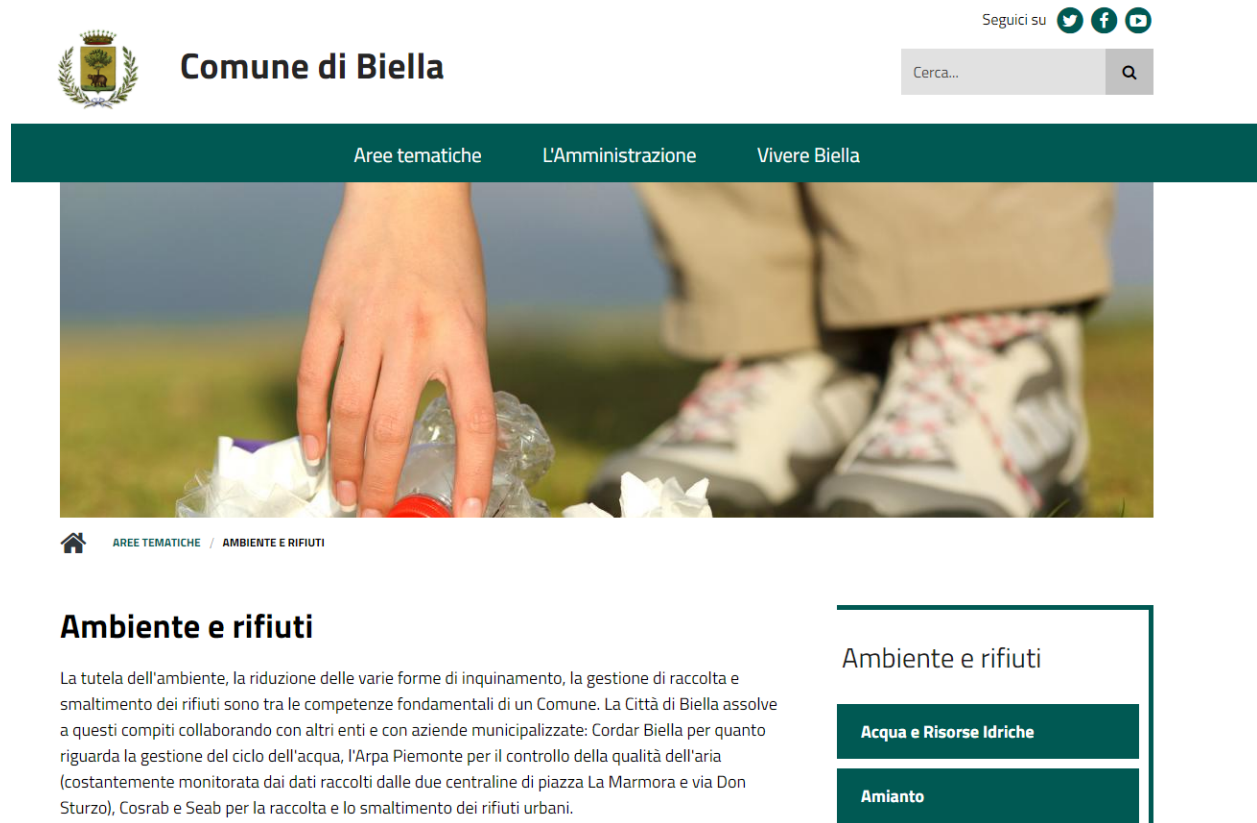 Seguici su
Comune di Biella
Cerca...
Aree tematiche L'Amministrazione Vivere Biella
AREE TEMATICHE / AMBIENTE E RIFIUTI
Ambiente e rifiuti
La tutela dell'ambiente, la riduzione delle varie forme di inquinamento, la gestione di raccolta e
smaltimento dei rifiuti sono tra le competenze fondamentali di un Comune. La Città di Biella assolve
a questi compiti collaborando con altri enti e con aziende municipalizzate: Cordar Biella per quanto
riguarda la gestione del ciclo dell'acqua, l'Arpa Piemonte per il controllo della qualità dell'aria
(costantemente monitorata dai dati raccolti dalle due centraline di piazza La Marmora e via Don
Sturzo), Cosrab e Seab per la raccolta e lo smaltimento dei rifiuti urbani.
Ambiente e rifiuti
Acqua e Risorse Idriche
Amianto